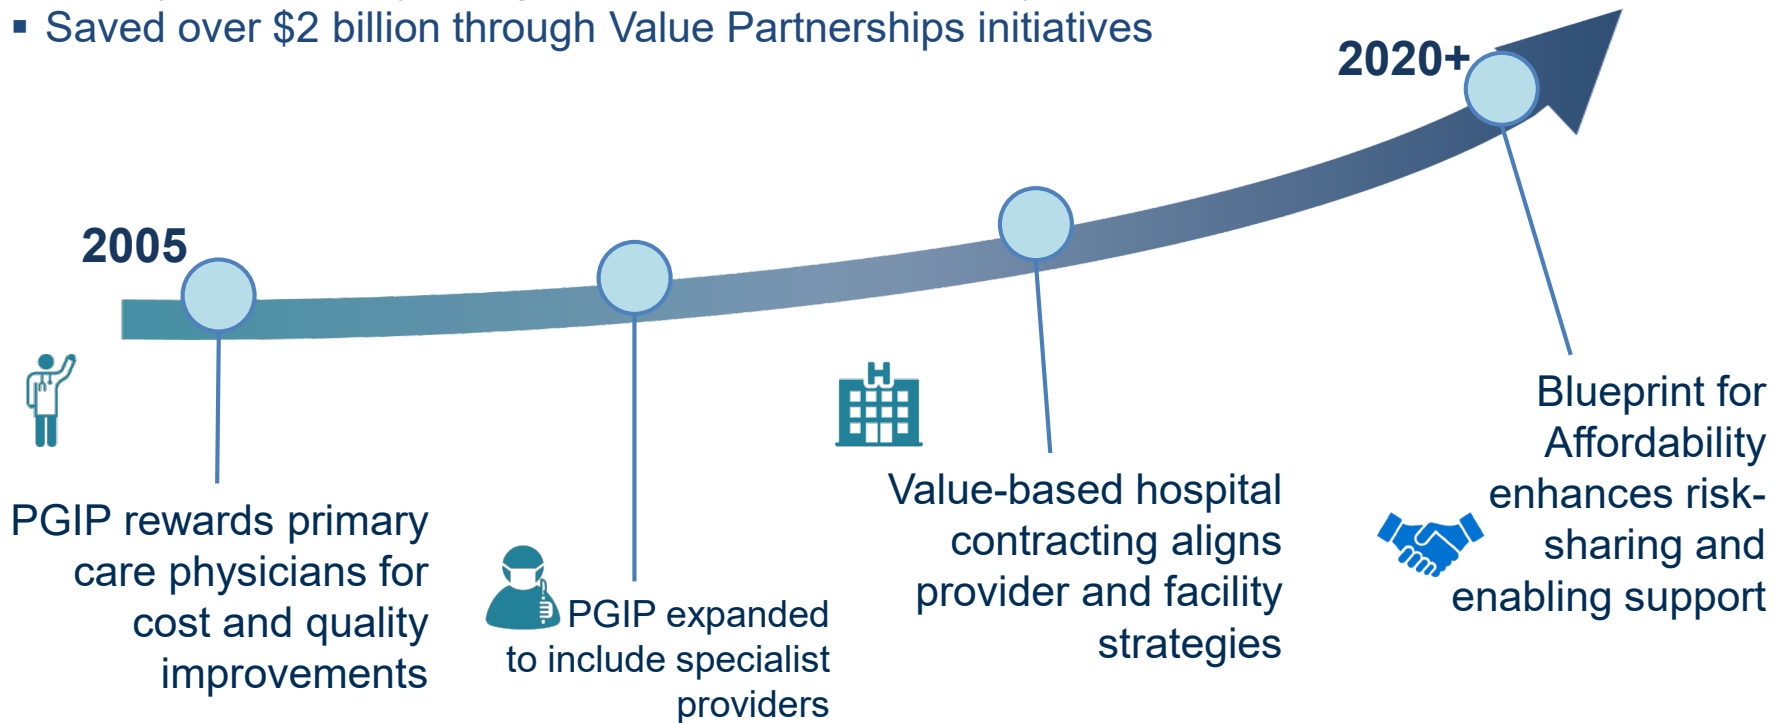 ▪ Saved over $2 billion through Value Partnerships initiatives
2020+
2005
PGIP rewards primary
care physicians for
cost and quality
improvements
PGIP expanded
to include specialist
providers
H
Value-based hospital
contracting aligns
provider and facility
strategies
Blueprint for
Affordability
enhances risk-
sharing and
enabling support